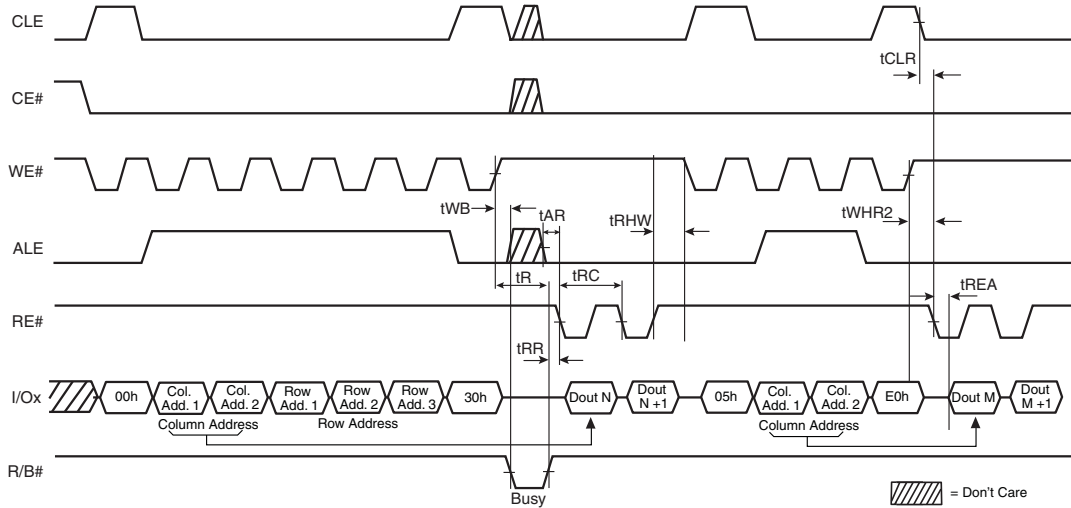 CLE
tCLR
CE#
WE#
tWB
tAR
tRHW
tWHR2
ALE
tR
tRC
tREA
RE#
tRR
I/Ox
00h
Col. Add. 1
Col. Add. 2
Row Add. 1
Row Add. 2
Row Add. 3
30h
Dout N
Dout N +1
05h
Col. Add. 1
Col. Add. 2
E0h
Dout M
Dout M +1
Column Address
Row Address
Column Address
R/B#
Busy
= Don't Care